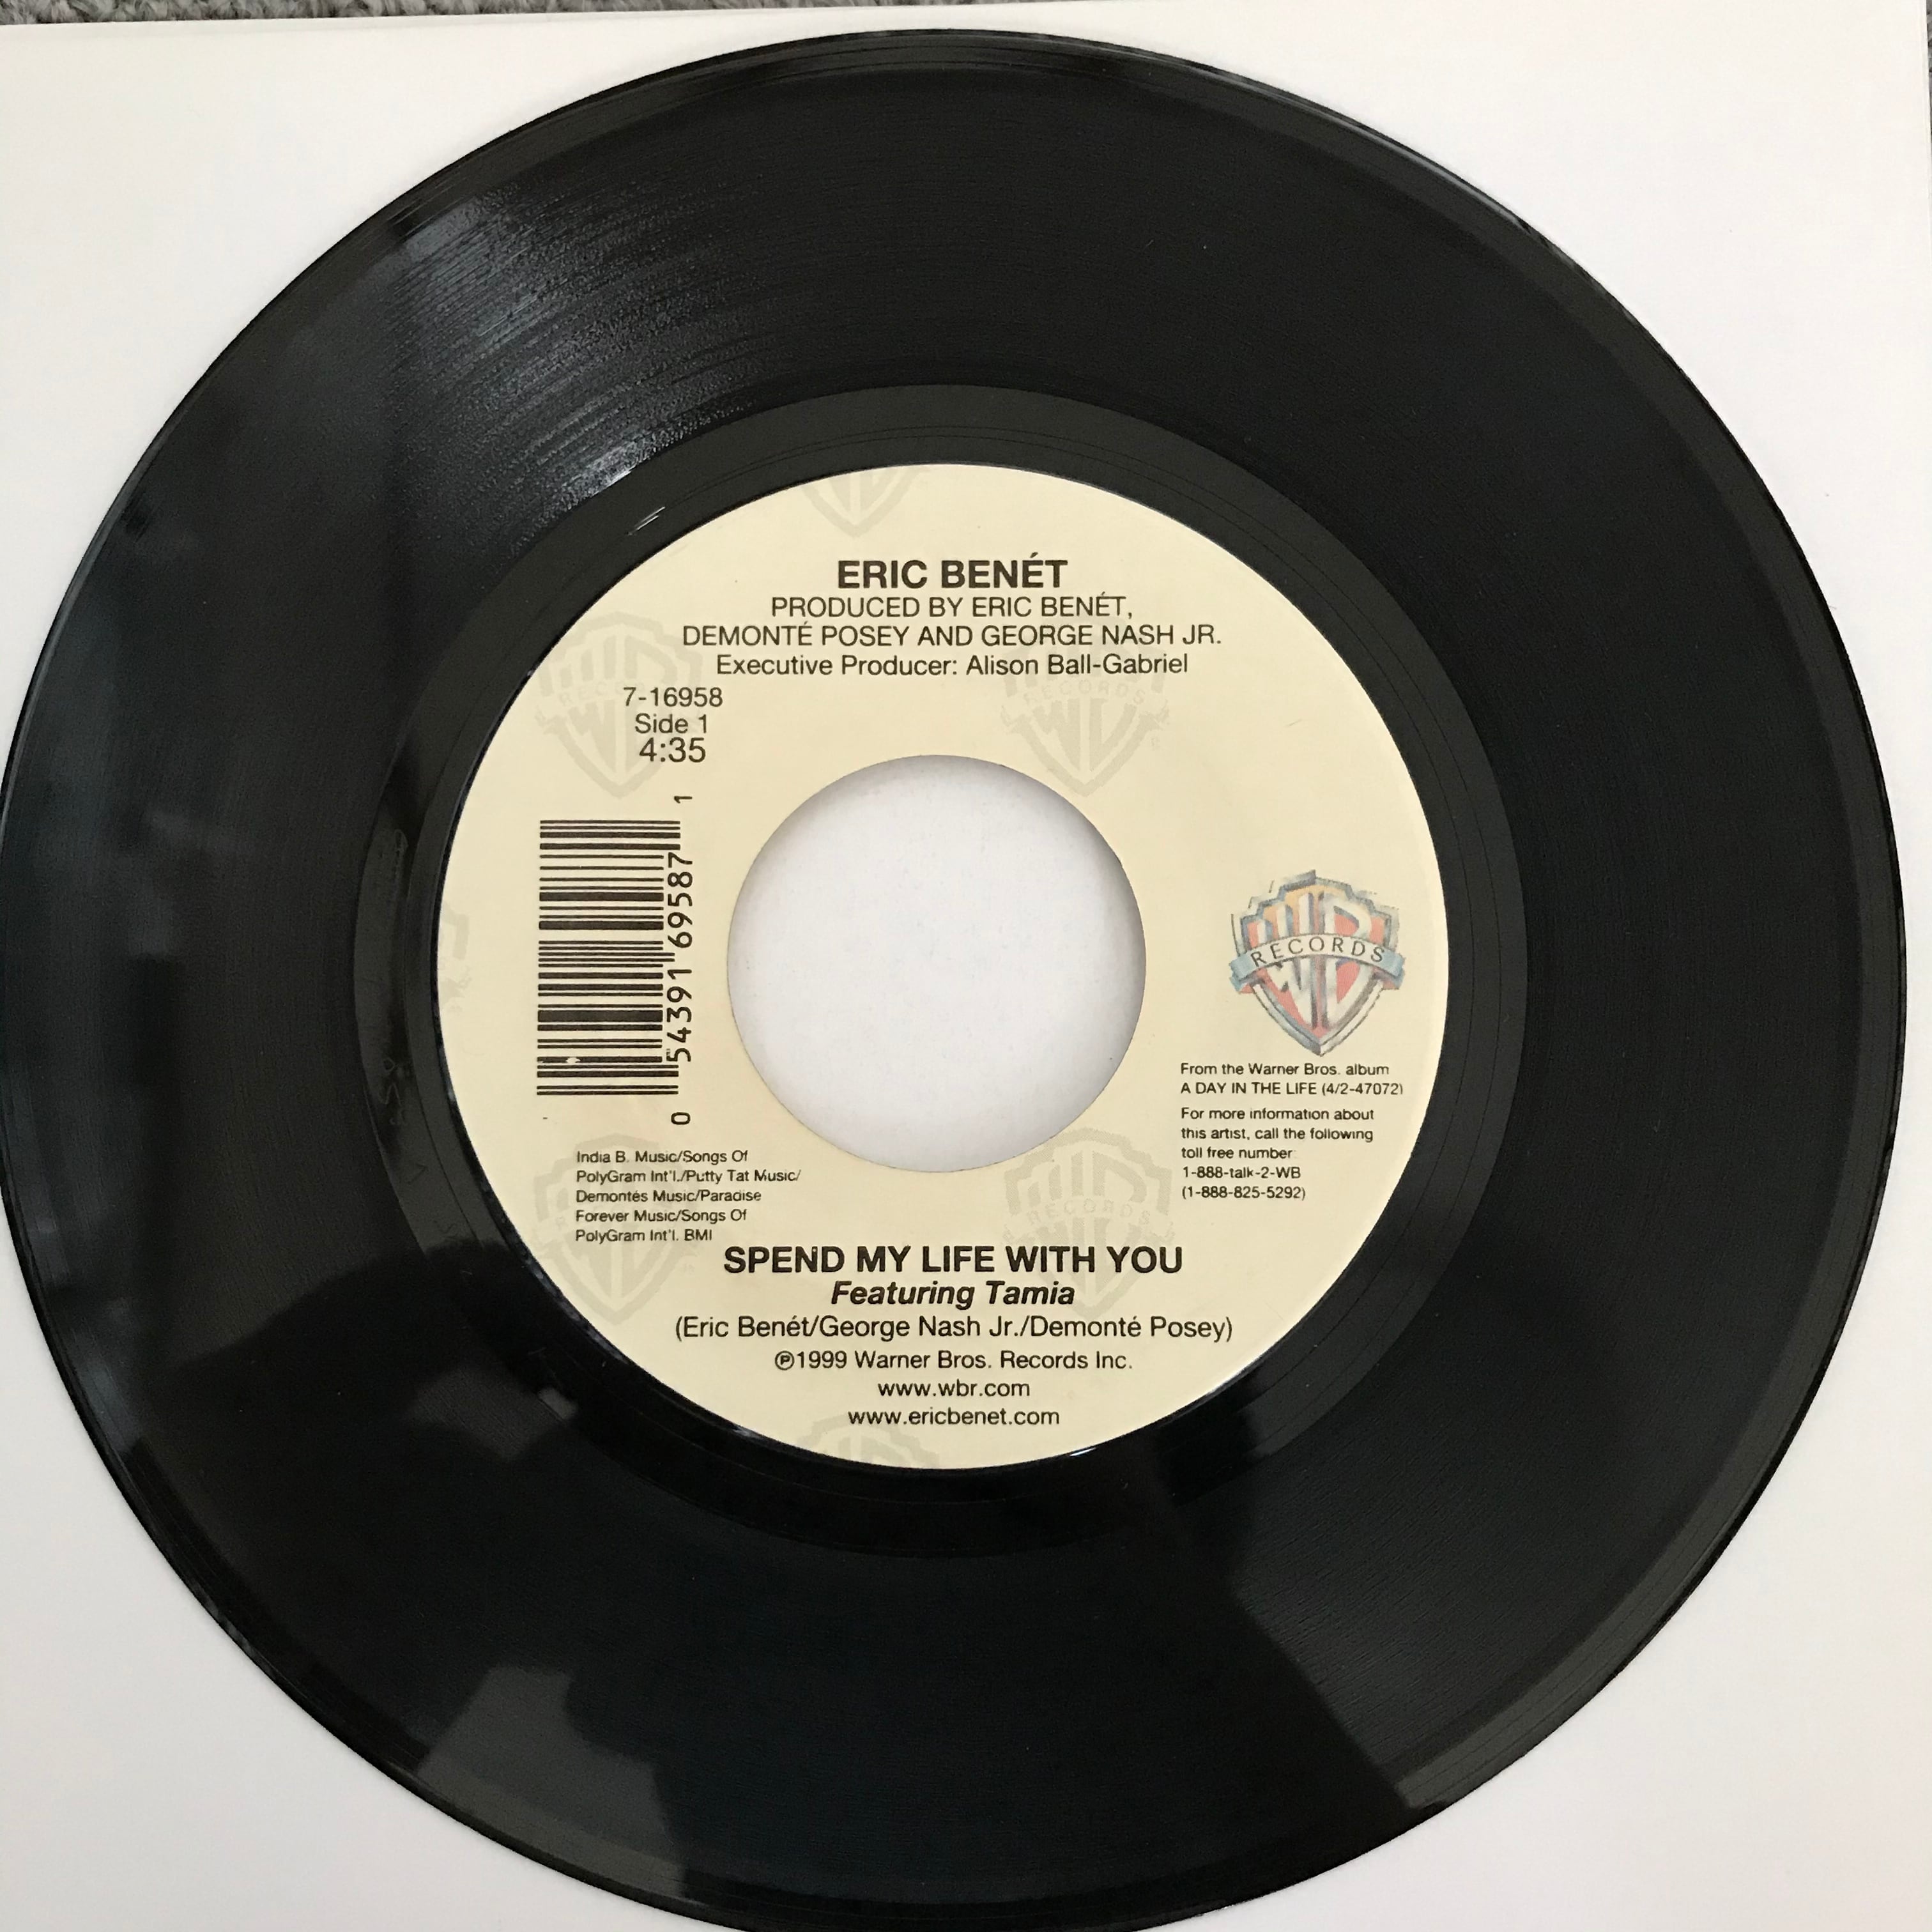 ERIC BENÉT
PRODUCED BY ERIC BENÉT,
DEMONTÉ POSEY AND GEORGE NASH JR.
Executive Producer: Alison Ball-Gabriel
7-16958
Side 1
4:35
0 54391 69587 1
RECORDS
From the Warner Bros. album
A DAY IN THE LIFE (4/2-47072)
For more information about
this artist, call the following
toll free number
1-888-talk-2-WB
(1-888-825-5292)
India B. Music/Songs Of
PolyGram Int'l./Putty Tat Music/
Demontés Music/Paradise
Forever Music/Songs Of
PolyGram Int'l. BMI
SPEND MY LIFE WITH YOU
Featuring Tamia
(Eric Benét/George Nash Jr./Demonté Posey)
℗1999 Warner Bros. Records Inc.
www.wbr.com
www.ericbenet.com